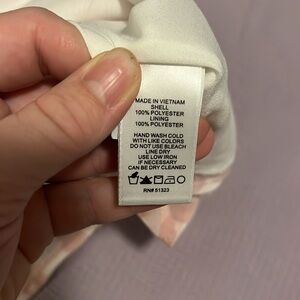 MADE IN VIETNAM
SHELL
100% POLYESTER
LINING
100% POLYESTER
HAND WASH COLD
WITH LIKE COLORS
DO NOT USE BLEACH
LINE DRY
USE LOW IRON
IF NECESSARY
CAN BE DRY CLEANED
RN# 51323